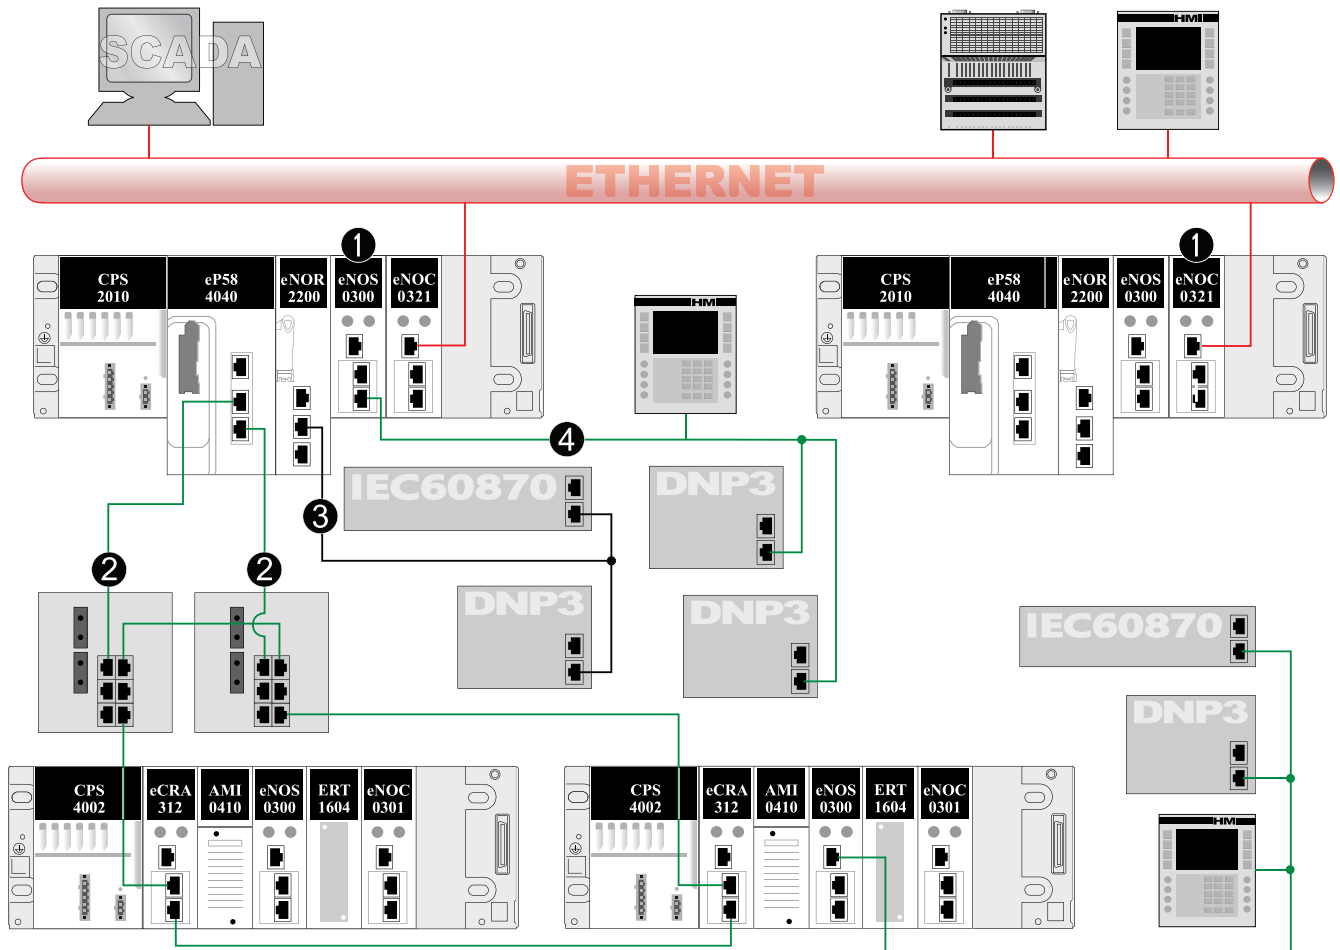 SCADA
HMI
ETHERNET
1
1
CPS
2010
eP58
4040
eNOR
2200
eNOS
0300
eNOC
0321
CPS
2010
eP58
4040
eNOR
2200
eNOS
0300
eNOC
0321
HMI
4
IEC60870
DNP3
3
2
2
DNP3
DNP3
IEC60870
DNP3
CPS
4002
eCRA
312
AMI
0410
eNOS
0300
ERT
1604
eNOC
0301
CPS
4002
eCRA
312
AMI
0410
eNOS
0300
ERT
1604
eNOC
0301
HMI